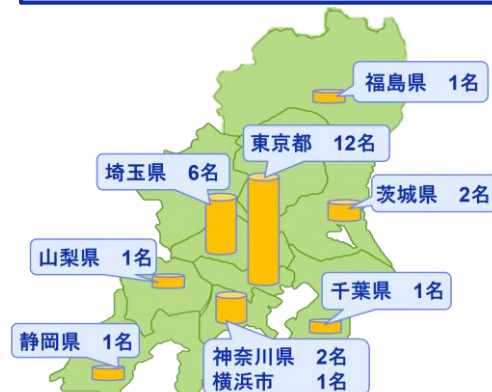 福島県 1名
東京都 12名
埼玉県 6名
茨城県 2名
山梨県 1名
千葉県 1名
静岡県 1名
神奈川県 2名
横浜市 1名